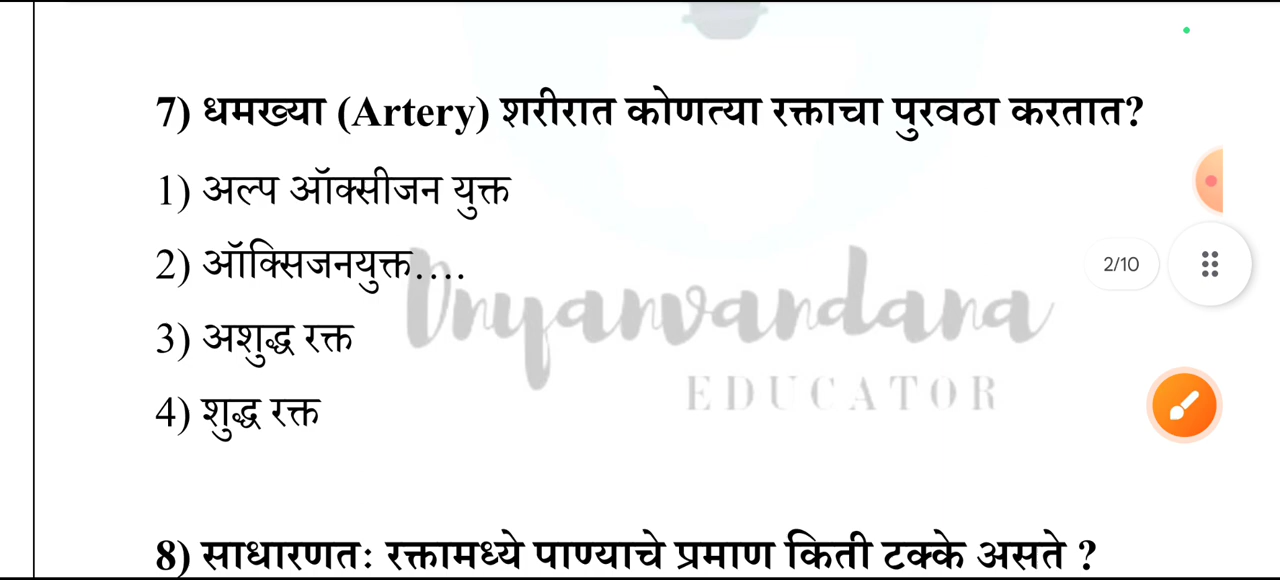 7) धमख्या (Artery) शरीरात कोणत्या रक्ताचा पुरवठा करतात?
1) अल्प ऑक्सीजन युक्त
2) ऑक्सिजनयुक्त....
2/10
3) अशुद्ध रक्त
Dnyanvandana
EDUCATOR
4) शुद्ध रक्त
8) साधारणतः रक्तामध्ये पाण्याचे प्रमाण किती टक्के असते ?